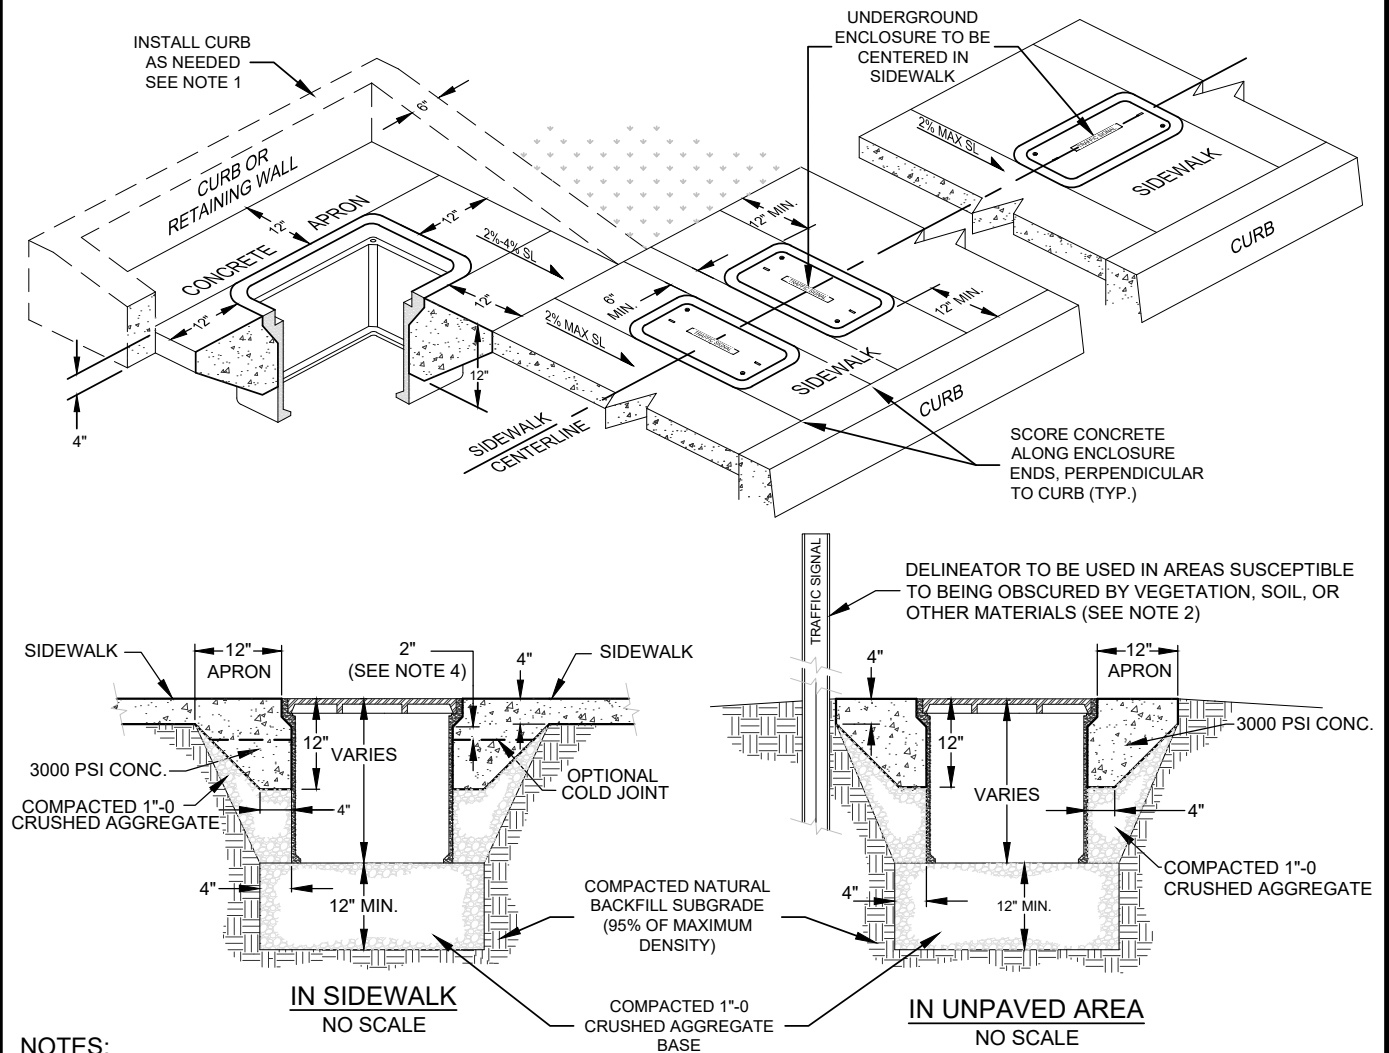 INSTALL CURB
AS NEEDED
SEE NOTE 1
UNDERGROUND
ENCLOSURE TO BE
CENTERED IN
SIDEWALK
6"
CURB OR
RETAINING WALL
12"
CONCRETE APRON
12"
2%-4% SL
12"
12"
12"
4"
2% MAX SL
6"
MIN.
12" MIN.
12" MIN.
TRAFFIC SIGNAL
TRAFFIC SIGNAL
SIDEWALK
CURB
2% MAX SL
TRAFFIC SIGNAL
SIDEWALK
CURB
SIDEWALK
CENTERLINE
SCORE CONCRETE
ALONG ENCLOSURE
ENDS, PERPENDICULAR
TO CURB (TYP.)
TRAFFIC SIGNAL
DELINEATOR TO BE USED IN AREAS SUSCEPTIBLE
TO BEING OBSCURED BY VEGETATION, SOIL, OR
OTHER MATERIALS (SEE NOTE 2)
SIDEWALK
12"
APRON
2"
(SEE NOTE 4)
4"
SIDEWALK
12"
VARIES
3000 PSI CONC.
COMPACTED 1"-0
CRUSHED AGGREGATE
4"
OPTIONAL
COLD JOINT
4"
12" MIN.
COMPACTED NATURAL
BACKFILL SUBGRADE
(95% OF MAXIMUM
DENSITY)
COMPACTED 1"-0
CRUSHED AGGREGATE
BASE
IN SIDEWALK
NO SCALE
4"
12"
APRON
12"
VARIES
3000 PSI CONC.
4"
COMPACTED 1"-0
CRUSHED AGGREGATE
4"
12" MIN.
IN UNPAVED AREA
NO SCALE
NOTES: